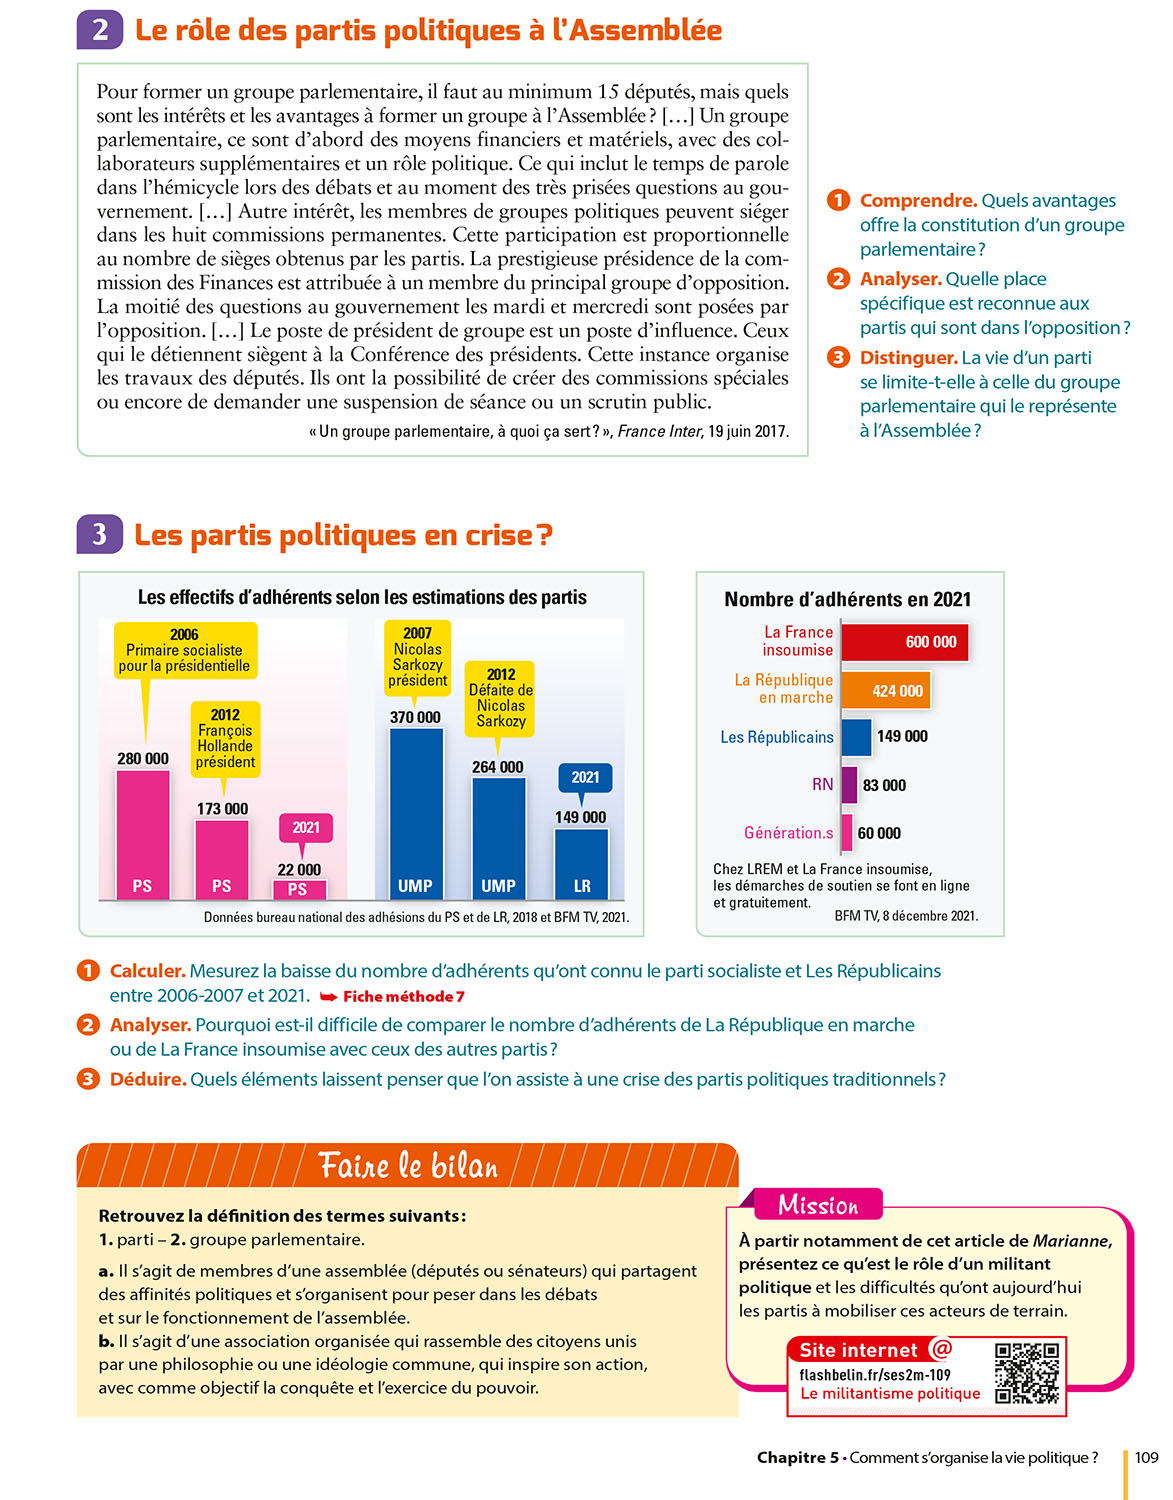 2 Le rôle des partis politiques à l'Assemblée
Pour former un groupe parlementaire, il faut au minimum 15 députés, mais quels
sont les intérêts et les avantages à former un groupe à l'Assemblée ? […] Un groupe
parlementaire, ce sont d'abord des moyens financiers et matériels, avec des col-
laborateurs supplémentaires et un rôle politique. Ce qui inclut le temps de parole
dans l'hémicycle lors des débats et au moment des très prisées questions au gou-
vernement. […] Autre intérêt, les membres de groupes politiques peuvent siéger
dans les huit commissions permanentes. Cette participation est proportionnelle
au nombre de sièges obtenus par les partis. La prestigieuse présidence de la com-
mission des Finances est attribuée à un membre du principal groupe d'opposition.
La moitié des questions au gouvernement les mardi et mercredi sont posées par
l'opposition. […] Le poste de président de groupe est un poste d'influence. Ceux
qui le détiennent siègent à la Conférence des présidents. Cette instance organise
les travaux des députés. Ils ont la possibilité de créer des commissions spéciales
ou encore de demander une suspension de séance ou un scrutin public.
« Un groupe parlementaire, à quoi ça sert ? », France Inter, 19 juin 2017.
1 Comprendre. Quels avantages
offre la constitution d'un groupe
parlementaire ?
2 Analyser. Quelle place
spécifique est reconnue aux
partis qui sont dans l'opposition ?
3 Distinguer. La vie d'un parti
se limite-t-elle à celle du groupe
parlementaire qui le représente
à l'Assemblée ?
3 Les partis politiques en crise ?
Les effectifs d'adhérents selon les estimations des partis
2006
Primaire socialiste
pour la présidentielle
280 000
PS
2012
François
Hollande
président
173 000
PS
2021
22 000
PS
2007
Nicolas
Sarkozy
président
370 000
UMP
2012
Défaite de
Nicolas
Sarkozy
264 000
UMP
2021
149 000
LR
Données bureau national des adhésions du PS et de LR, 2018 et BFM TV, 2021.
Nombre d'adhérents en 2021
La France
insoumise
600 000
La République
en marche
424 000
Les Républicains 149 000
RN 83 000
Génération.s 60 000
Chez LREM et La France insoumise,
les démarches de soutien se font en ligne
et gratuitement.
BFM TV, 8 décembre 2021.
1 Calculer. Mesurez la baisse du nombre d'adhérents qu'ont connu le parti socialiste et Les Républicains
entre 2006-2007 et 2021. ➥ Fiche méthode 7
2 Analyser. Pourquoi est-il difficile de comparer le nombre d'adhérents de La République en marche
ou de La France insoumise avec ceux des autres partis ?
3 Déduire. Quels éléments laissent penser que l'on assiste à une crise des partis politiques traditionnels ?
Faire le bilan
Retrouvez la définition des termes suivants :
1. parti – 2. groupe parlementaire.
a. Il s'agit de membres d'une assemblée (députés ou sénateurs) qui partagent
des affinités politiques et s'organisent pour peser dans les débats
et sur le fonctionnement de l'assemblée.
b. Il s'agit d'une association organisée qui rassemble des citoyens unis
par une philosophie ou une idéologie commune, qui inspire son action,
avec comme objectif la conquête et l'exercice du pouvoir.
Mission
À partir notamment de cet article de Marianne,
présentez ce qu'est le rôle d'un militant
politique et les difficultés qu'ont aujourd'hui
les partis à mobiliser ces acteurs de terrain.
Site internet @
flashbelin.fr/ses2m-109
Le militantisme politique
Chapitre 5 • Comment s'organise la vie politique ? 109